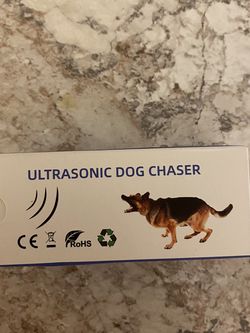 ULTRASONIC DOG CHASER
CE RoHS